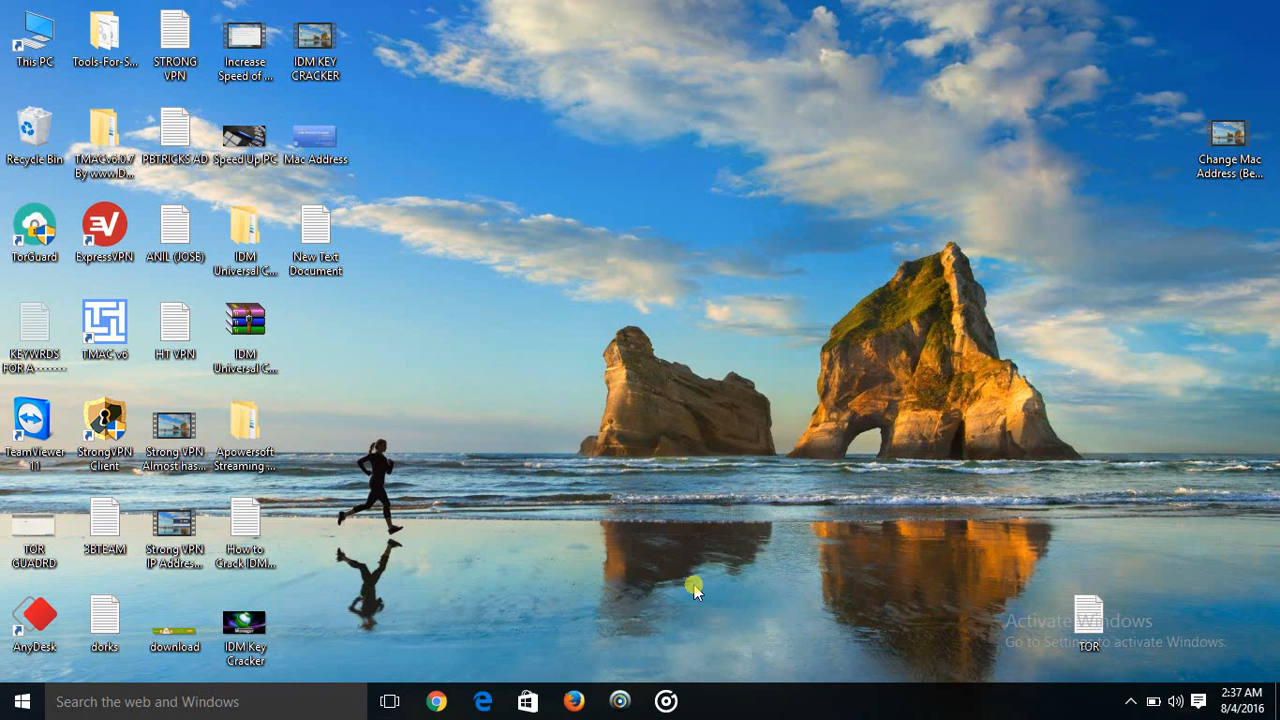 This PC
Tools-For-S...
STRONG
VPN
Increase
Speed of ...
IDM KEY
CRACKER
Recycle Bin
TMACv6.0.7
By www.D...
PBTRICKS AD
Speed Up PC
Mac Address
Change Mac
Address (Be...
TorGuard
ExpressVPN
ANIL (JOSE)
IDM
Universal C...
New Text
Document
KEYWRDS
FOR A-------
TMAC v6
HT VPN
IDM
Universal C...
TeamViewer
11
StrongVPN
Client
Strong VPN
Almost has...
Apowersoft
Streaming ...
TOR
GUADRD
3BTEAM
Strong VPN
IP Addres...
How to
Crack IDM...
AnyDesk
dorks
download
Manager
IDM Key
Cracker
TOR
Activate Windows
Go to Settings to activate Windows.
Search the web and Windows
2:37 AM
8/4/2016